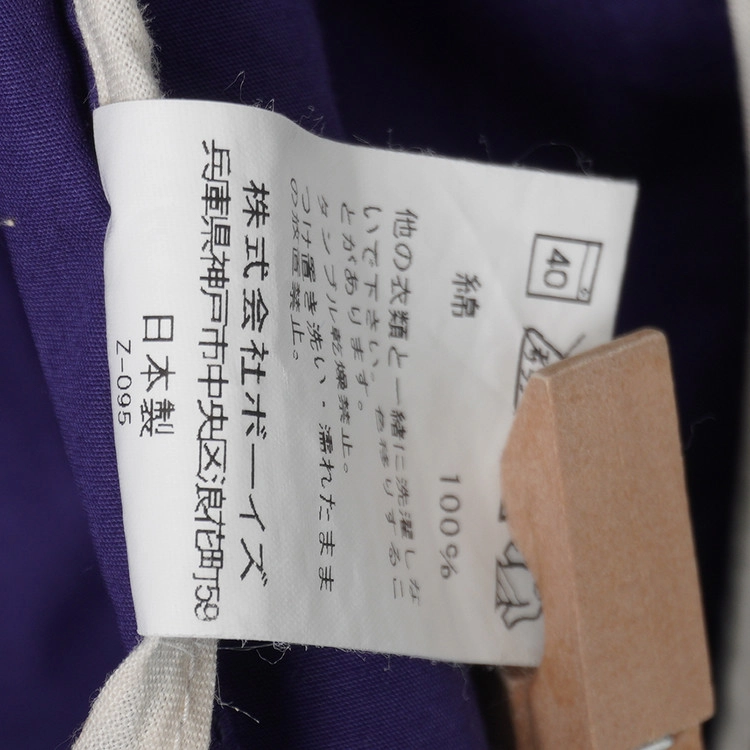 40
綿 100%
他の衣類と一緒に洗濯しな
いで下さい。色移りするこ
とがあります。
タンブル乾燥禁止。
つけ置き洗い・濡れたまま
の放置禁止。
株式会社ボーイズ
兵庫県神戸市中央区浪花町59
日本製
Z-095